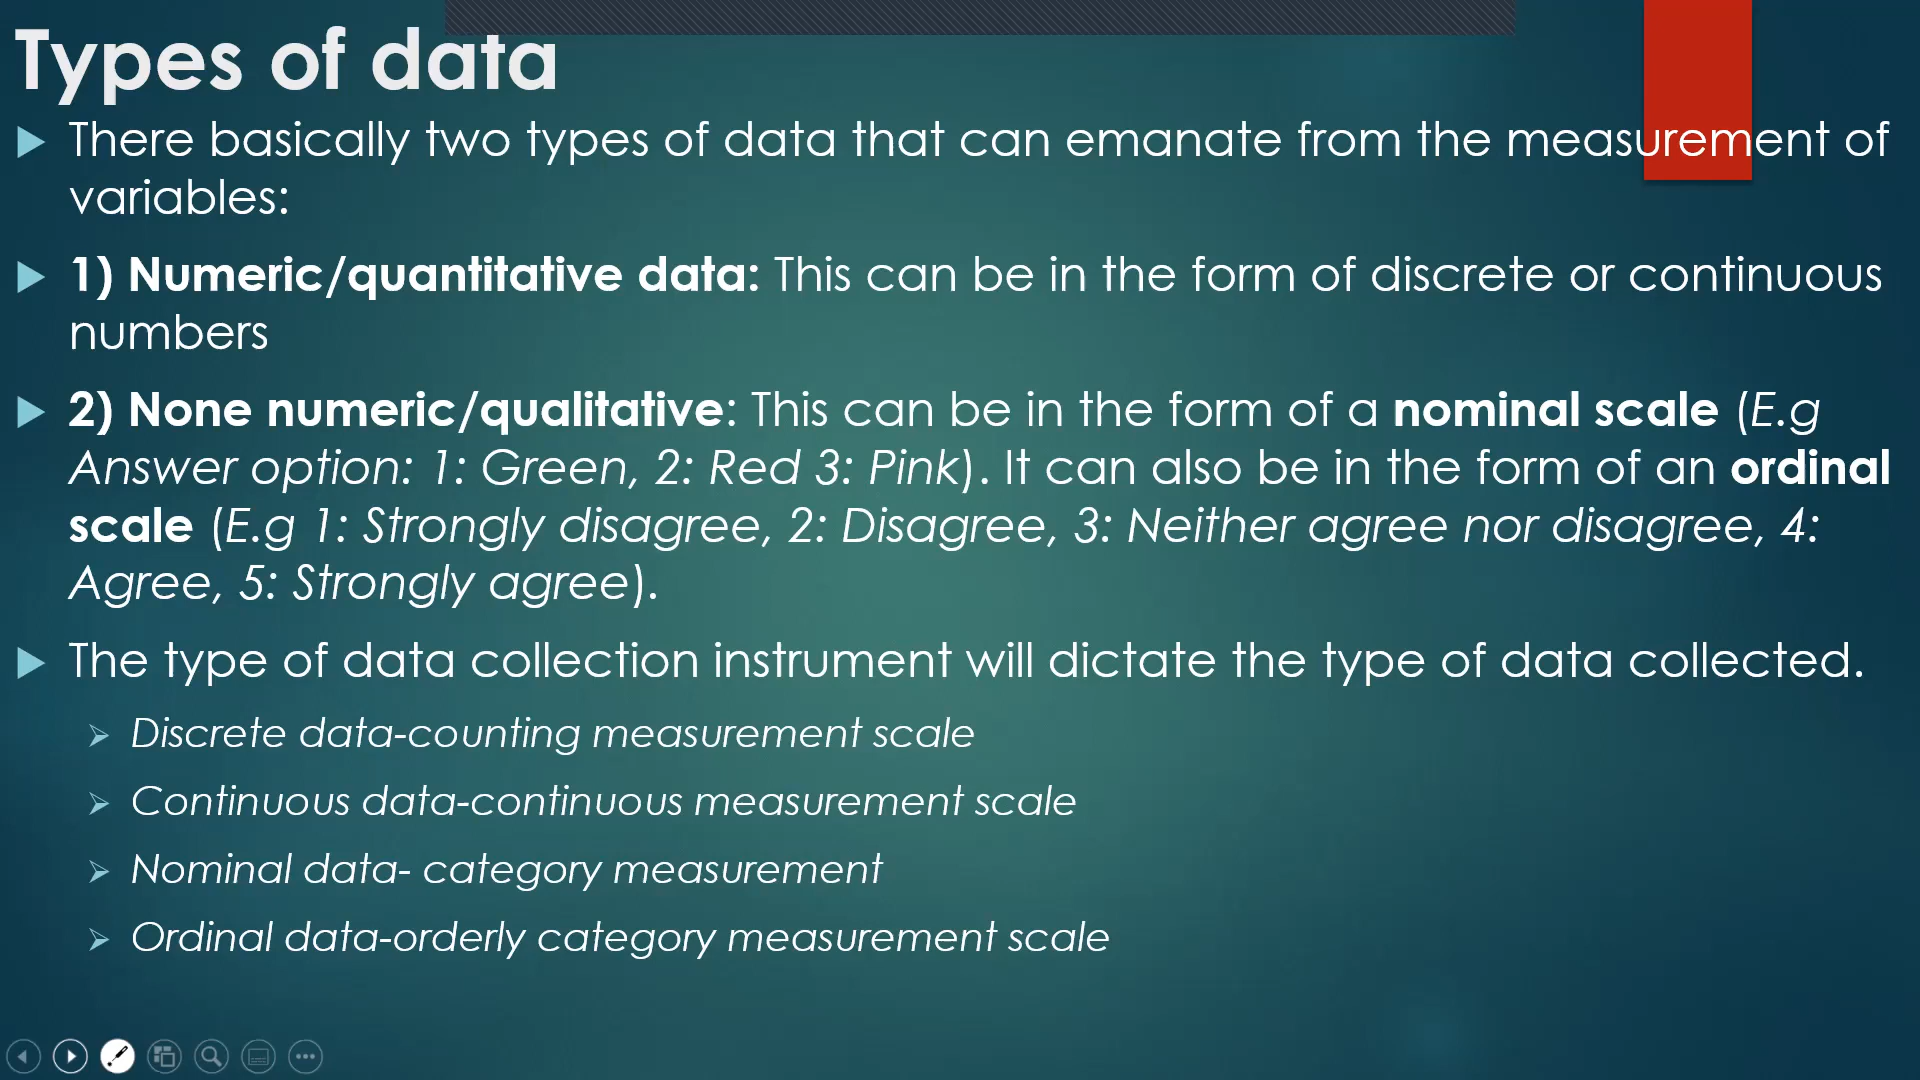 Types of data
There basically two types of data that can emanate from the measurement of
variables:
1) Numeric/quantitative data: This can be in the form of discrete or continuous
numbers
2) None numeric/qualitative: This can be in the form of a nominal scale (E.g
Answer option: 1: Green, 2: Red 3: Pink). It can also be in the form of an ordinal
scale (E.g 1: Strongly disagree, 2: Disagree, 3: Neither agree nor disagree, 4:
Agree, 5: Strongly agree).
The type of data collection instrument will dictate the type of data collected.
Discrete data-counting measurement scale
Continuous data-continuous measurement scale
Nominal data- category measurement
Ordinal data-orderly category measurement scale